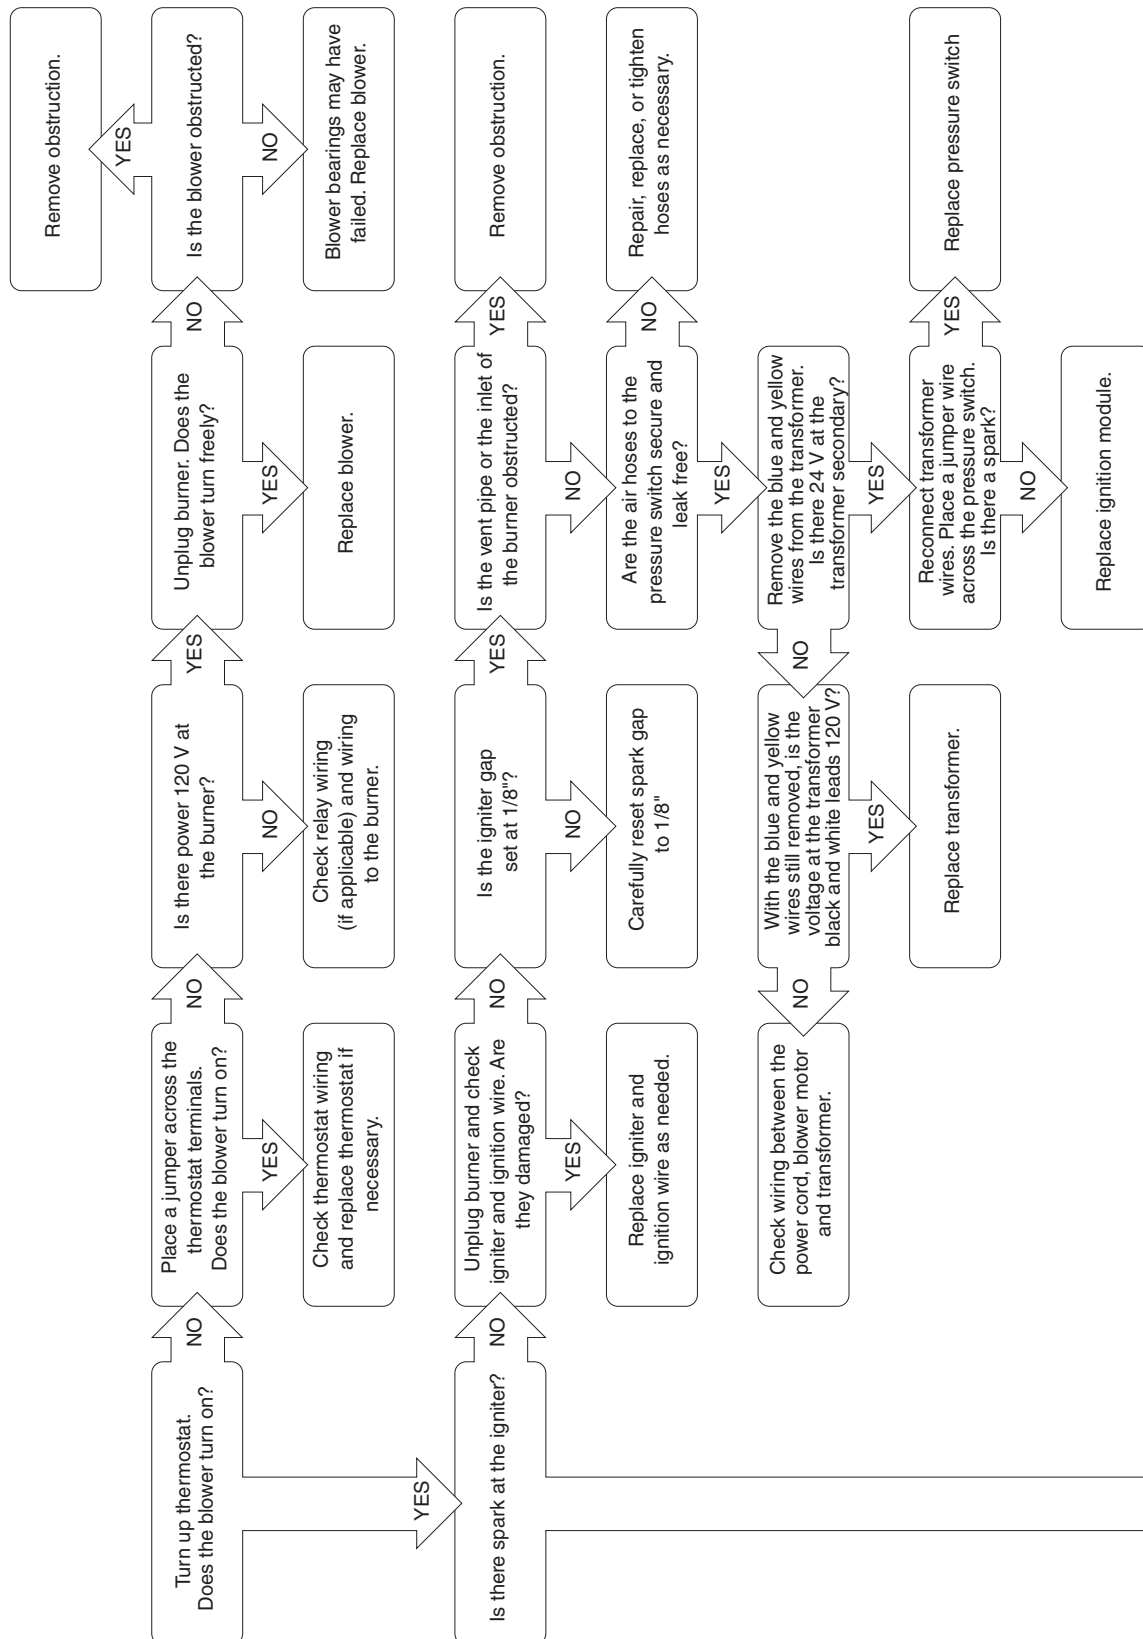 Turn up thermostat.
Does the blower turn on?
NO
Place a jumper across the
thermostat terminals.
Does the blower turn on?
NO
Is there power 120 V at
the burner?
YES
Unplug burner. Does the
blower turn freely?
NO
Is the blower obstructed?
YES
Remove obstruction.
NO
Blower bearings may have
failed. Replace blower.
YES
Replace blower.
NO
Check relay wiring
(if applicable) and wiring
to the burner.
YES
Check thermostat wiring
and replace thermostat if
necessary.
YES
Is there spark at the igniter?
NO
Unplug burner and check
igniter and ignition wire. Are
they damaged?
NO
Is the igniter gap
set at 1/8"?
YES
Is the vent pipe or the inlet of
the burner obstructed?
YES
Remove obstruction.
YES
Replace igniter and
ignition wire as needed.
NO
Carefully reset spark gap
to 1/8"
NO
Are the air hoses to the
pressure switch secure and
leak free?
NO
Repair, replace, or tighten
hoses as necessary.
YES
Remove the blue and yellow
wires from the transformer.
Is there 24 V at the
transformer secondary?
NO
With the blue and yellow
wires still removed, is the
voltage at the transformer
black and white leads 120 V?
NO
Check wiring between the
power cord, blower motor
and transformer.
YES
Replace transformer.
YES
Reconnect transformer
wires. Place a jumper wire
across the pressure switch.
Is there a spark?
YES
Replace pressure switch
NO
Replace ignition module.